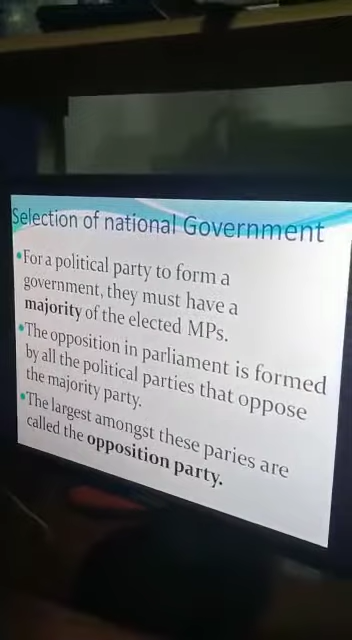 Selection of national Government
•For a political party to form a
government, they must have a
majority of the elected MPs.
•The opposition in parliament is formed
by all the political parties that oppose
the majority party.
•The largest amongst these paries are
called the opposition party.